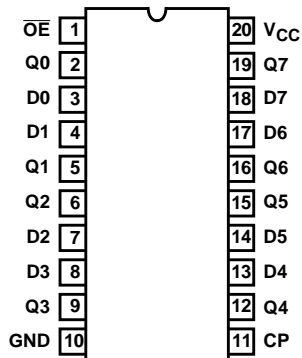 O̅E̅ 1 20 VCC
Q0 2 19 Q7
D0 3 18 D7
D1 4 17 D6
Q1 5 16 Q6
Q2 6 15 Q5
D2 7 14 D5
D3 8 13 D4
Q3 9 12 Q4
GND 10 11 CP